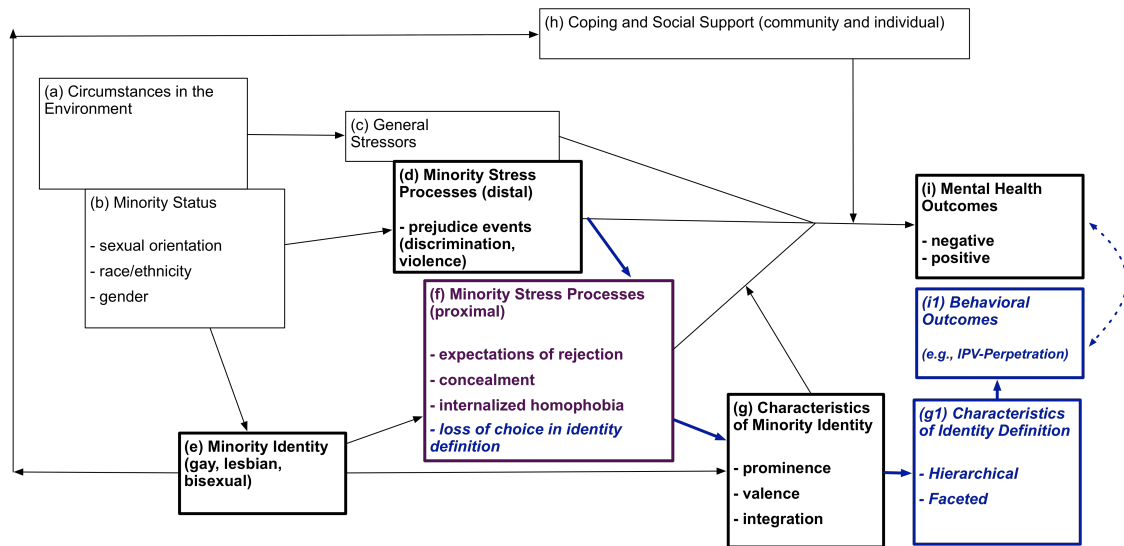 (h) Coping and Social Support (community and individual)
(a) Circumstances in the
Environment
(c) General
Stressors
(b) Minority Status
- sexual orientation
- race/ethnicity
- gender
(d) Minority Stress
Processes (distal)
- prejudice events
(discrimination,
violence)
(i) Mental Health
Outcomes
- negative
- positive
(f) Minority Stress Processes
(proximal)
- expectations of rejection
- concealment
- internalized homophobia
- loss of choice in identity
definition
(i1) Behavioral
Outcomes
(e.g., IPV-Perpetration)
(e) Minority Identity
(gay, lesbian,
bisexual)
(g) Characteristics
of Minority Identity
- prominence
- valence
- integration
(g1) Characteristics
of Identity Definition
- Hierarchical
- Faceted